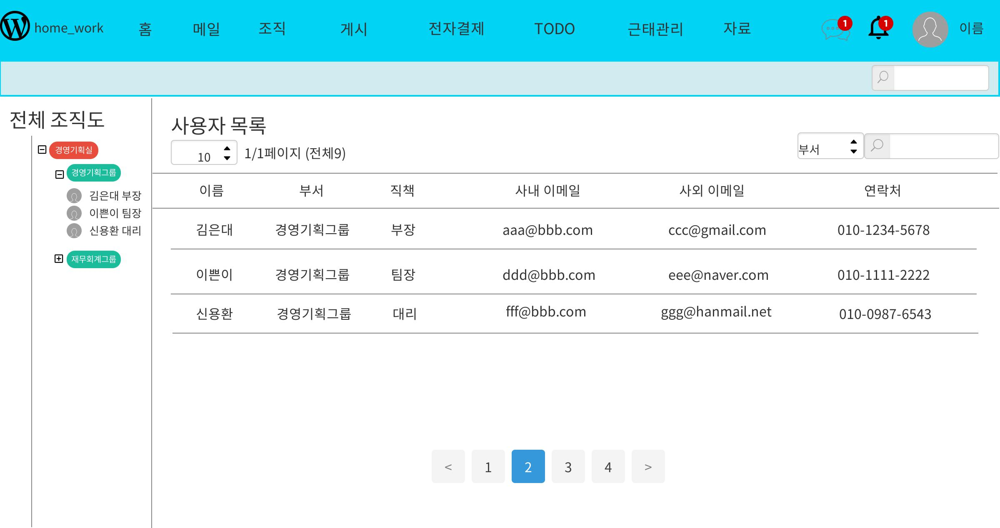 home_work 홈 메일 조직 게시 전자결제 TODO 근태관리 자료 1 1 이름
전체 조직도
경영기획실
경영기획그룹
김은대 부장
이쁜이 팀장
신용환 대리
재무회계그룹
사용자 목록
10 1/1페이지 (전체9) 부서
이름 부서 직책 사내 이메일 사외 이메일 연락처
김은대 경영기획그룹 부장 aaa@bbb.com ccc@gmail.com 010-1234-5678
이쁜이 경영기획그룹 팀장 ddd@bbb.com eee@naver.com 010-1111-2222
신용환 경영기획그룹 대리 fff@bbb.com ggg@hanmail.net 010-0987-6543
< 1 2 3 4 >